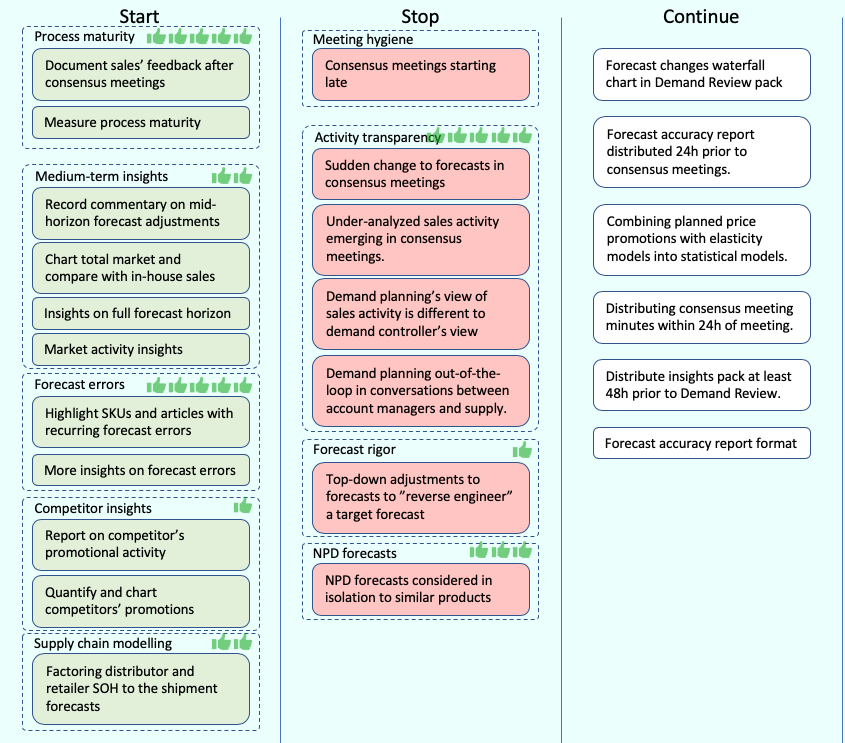 Start
Process maturity
Document sales’ feedback after
consensus meetings
Measure process maturity
Medium-term insights
Record commentary on mid-
horizon forecast adjustments
Chart total market and
compare with in-house sales
Insights on full forecast horizon
Market activity insights
Forecast errors
Highlight SKUs and articles with
recurring forecast errors
More insights on forecast errors
Competitor insights
Report on competitor’s
promotional activity
Quantify and chart
competitors’ promotions
Supply chain modelling
Factoring distributor and
retailer SOH to the shipment
forecasts
Stop
Meeting hygiene
Consensus meetings starting
late
Activity transparency
Sudden change to forecasts in
consensus meetings
Under-analyzed sales activity
emerging in consensus
meetings.
Demand planning’s view of
sales activity is different to
demand controller’s view
Demand planning out-of-the-
loop in conversations between
account managers and supply.
Forecast rigor
Top-down adjustments to
forecasts to ”reverse engineer”
a target forecast
NPD forecasts
NPD forecasts considered in
isolation to similar products
Continue
Forecast changes waterfall
chart in Demand Review pack
Forecast accuracy report
distributed 24h prior to
consensus meetings.
Combining planned price
promotions with elasticity
models into statistical models.
Distributing consensus meeting
minutes within 24h of meeting.
Distribute insights pack at least
48h prior to Demand Review.
Forecast accuracy report format